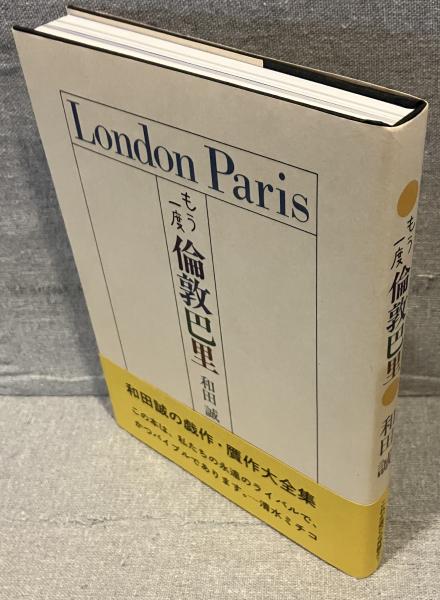 London Paris
もう
一度
倫敦巴里
和田誠
和田誠の戯作・贋作大全集
この本は、私たちの永遠のライバルで、
かつバイブルであります。…清水ミチコ
もう
一度
倫敦巴里
和田誠